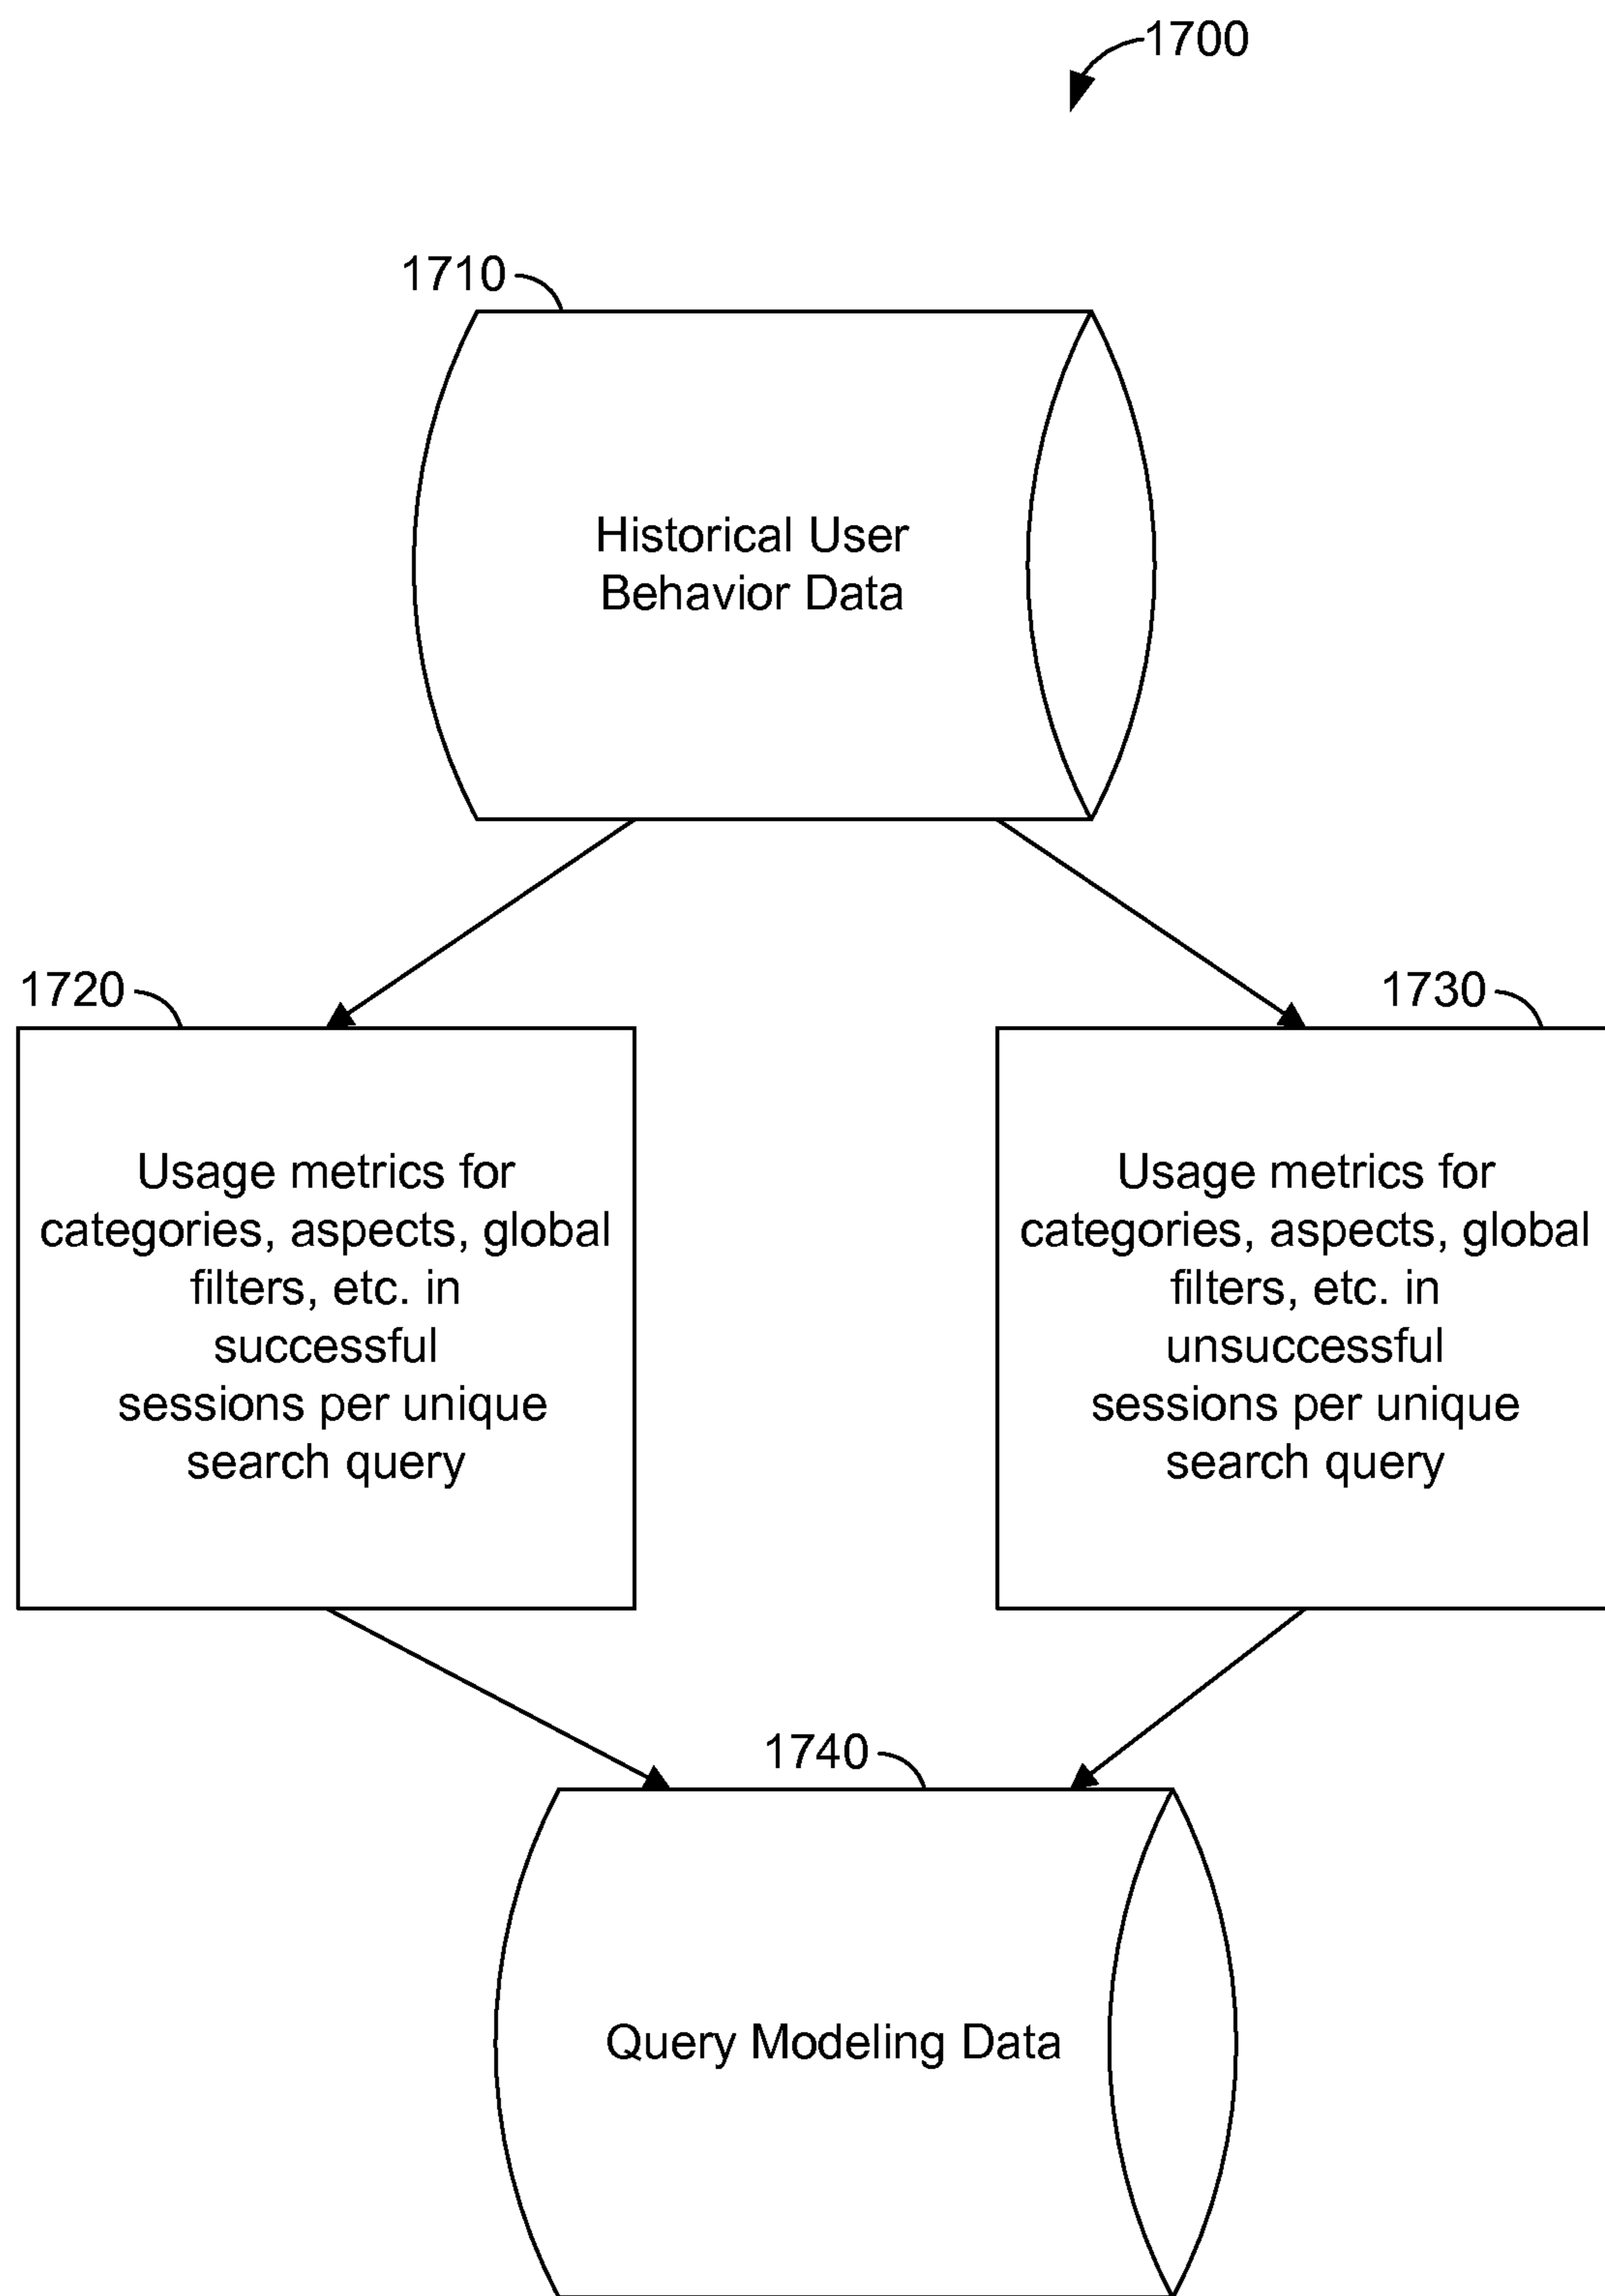 1700
1710
Historical User
Behavior Data
1720
1730
Usage metrics for
categories, aspects, global
filters, etc. in
successful
sessions per unique
search query
Usage metrics for
categories, aspects, global
filters, etc. in
unsuccessful
sessions per unique
search query
1740
Query Modeling Data